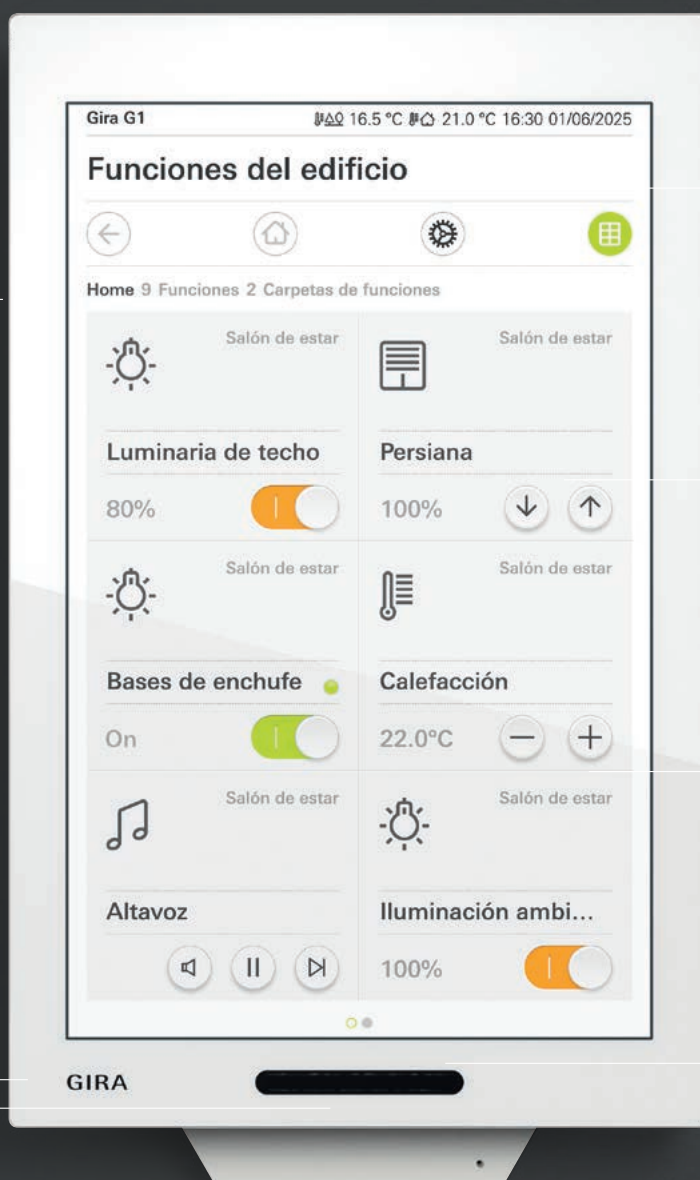 Gira G1
16.5 °C 21.0 °C 16:30 01/06/2025
Funciones del edificio
Home 9 Funciones 2 Carpetas de funciones
Salón de estar
Luminaria de techo
80%
Salón de estar
Persiana
100%
Salón de estar
Bases de enchufe
On
Salón de estar
Calefacción
22.0°C
Salón de estar
Altavoz
Salón de estar
Iluminación ambi...
100%
GIRA